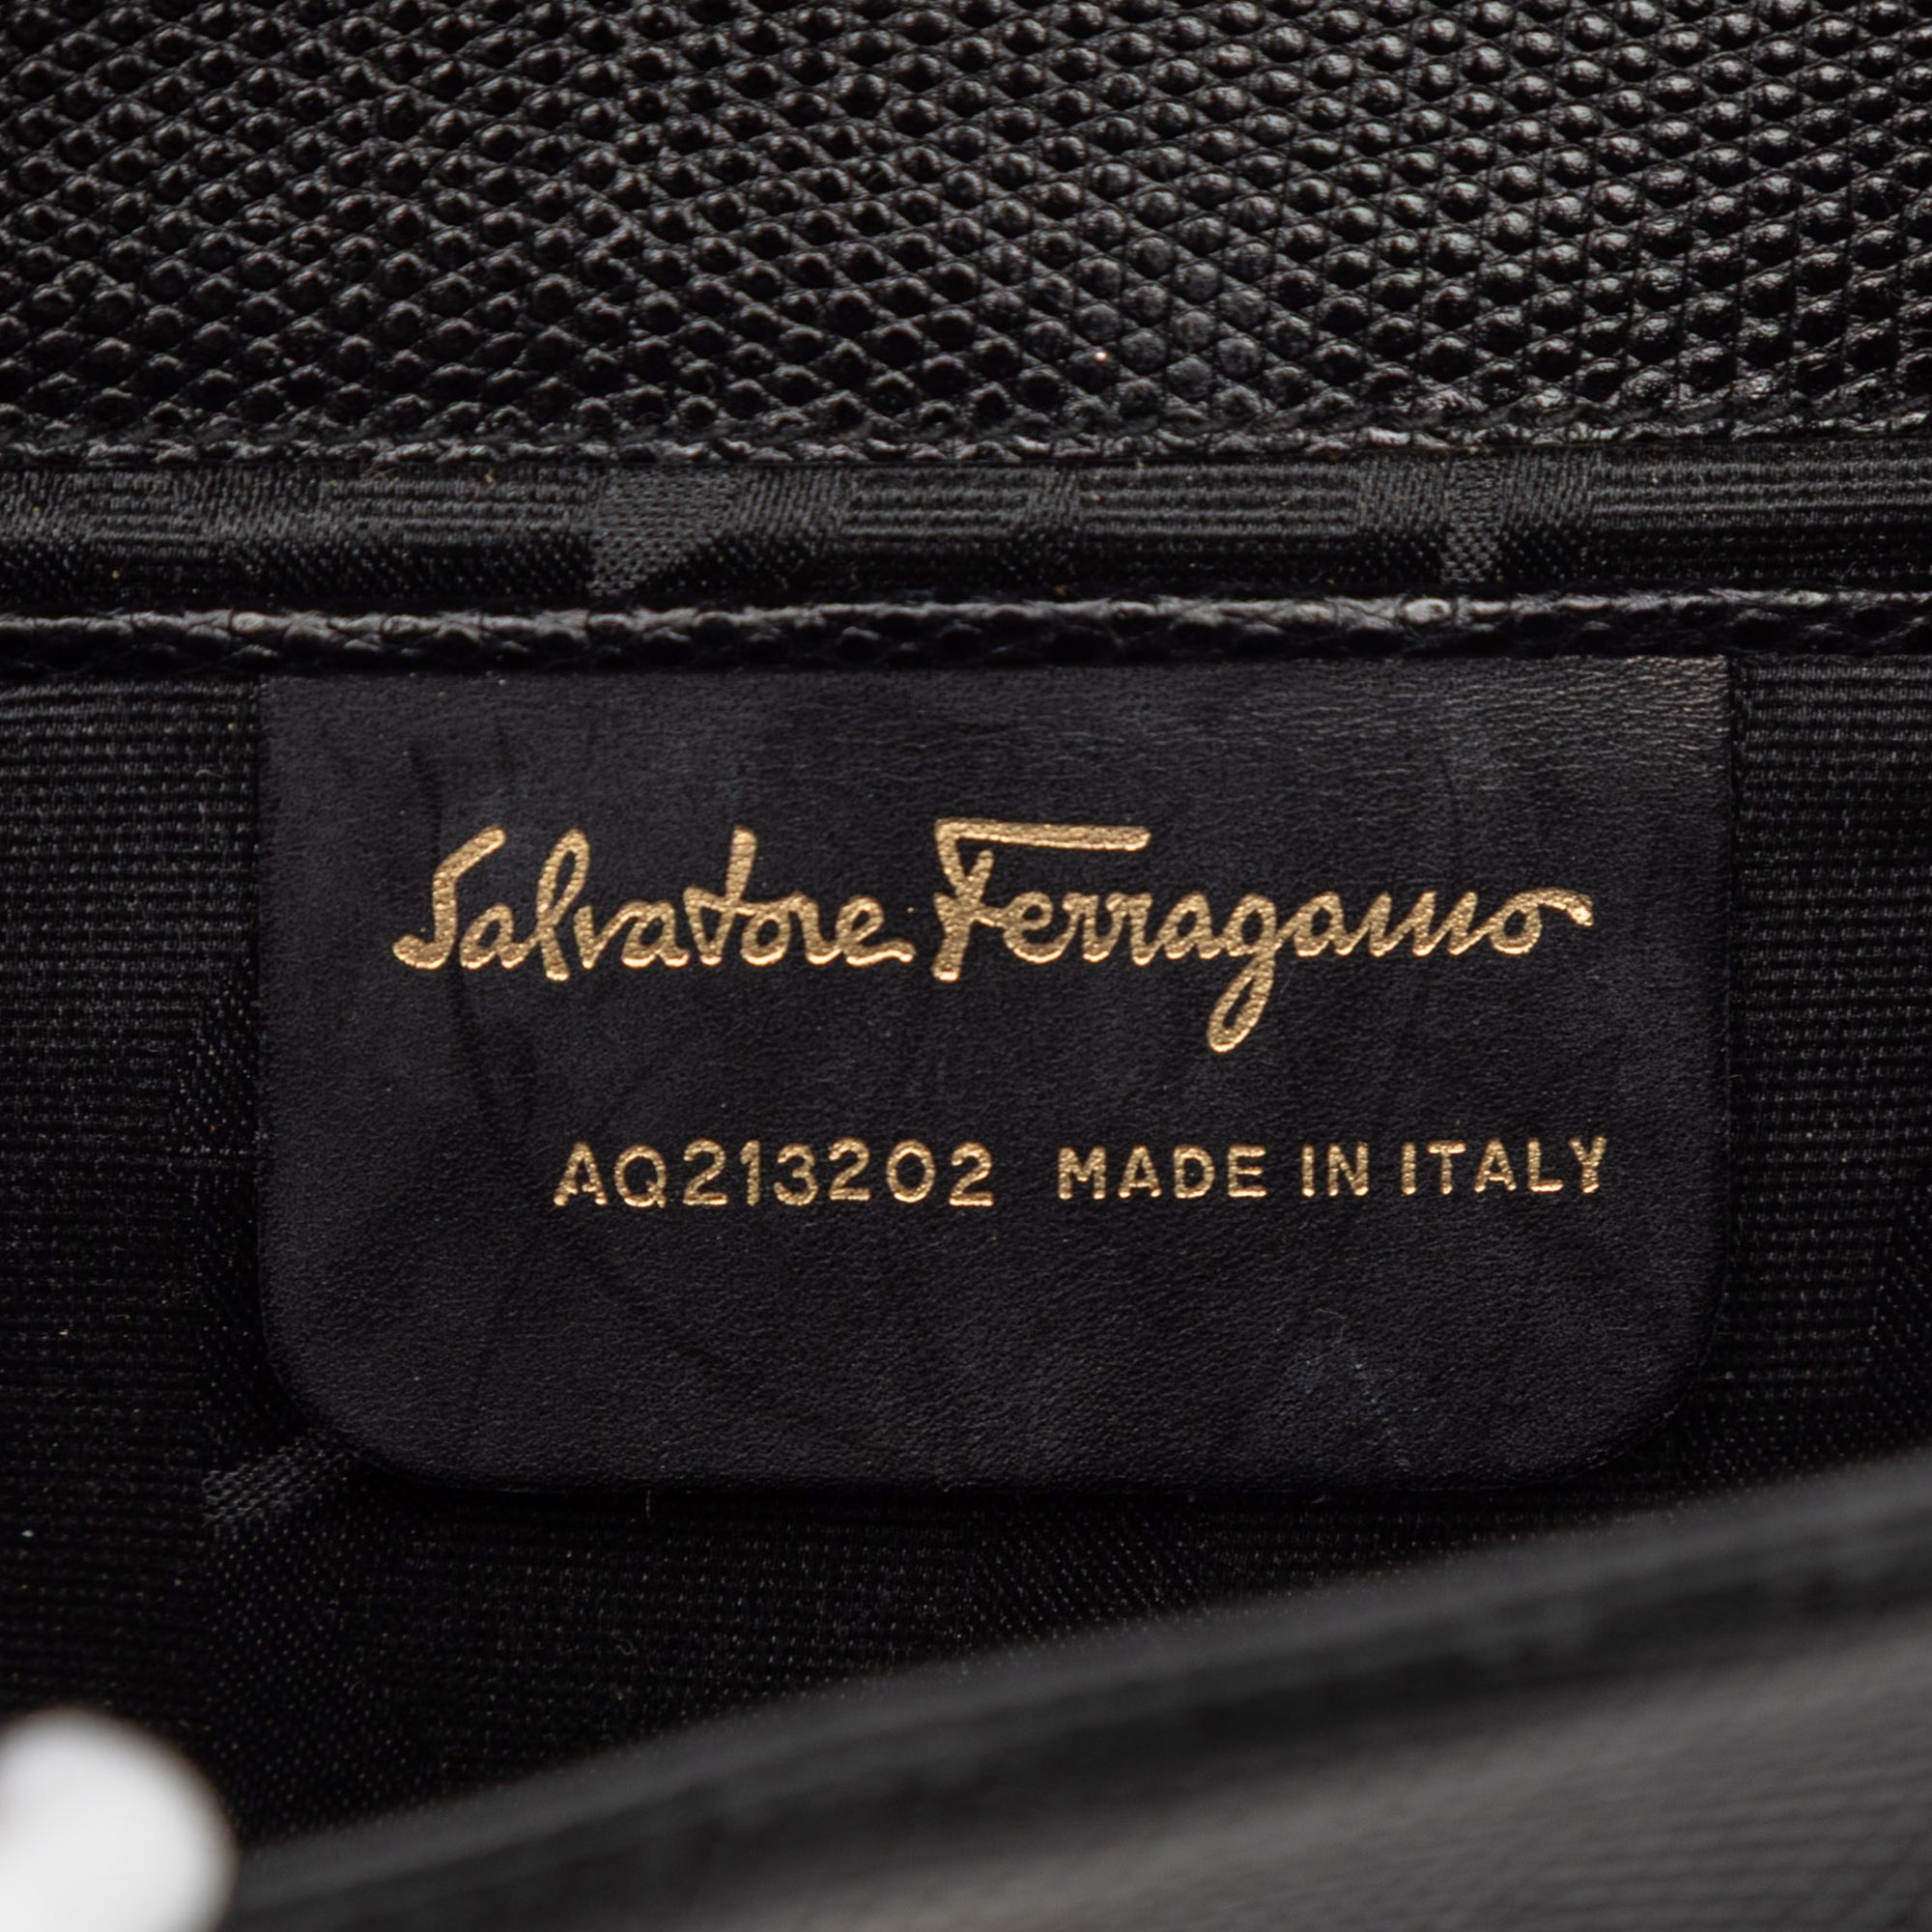 Salvatore Ferragamo
AQ213202 MADE IN ITALY